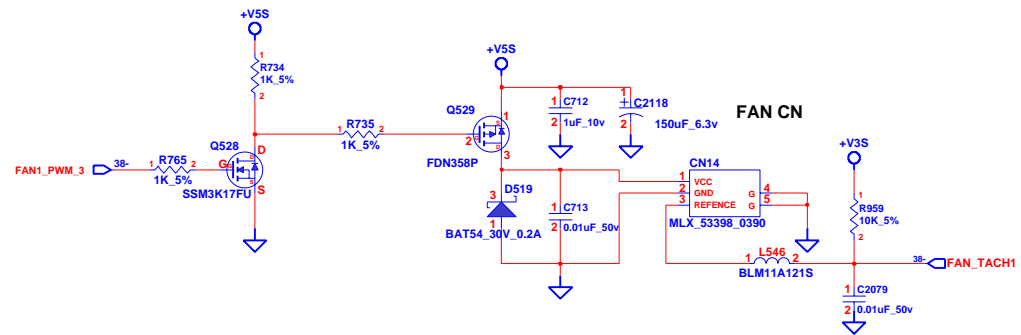 +V5S
1
R734
1K_5%
2
+V5S
Q529
1
S
2
G
D
3
FDN358P
1
C712
2
1uF_10v
1
+
C2118
2
150uF_6.3v
FAN CN
+V3S
Q528
D
D
G
G
S
S
SSM3K17FU
1
R735
2
1K_5%
FAN1_PWM_3
38-
1
R765
2
1K_5%
3
D519
1
BAT54_30V_0.2A
1
C713
2
0.01uF_50v
CN14
1
VCC
2
GND
G
4
3
REFENCE
G
5
MLX_53398_0390
1
R959
10K_5%
2
L546
1
2
BLM11A121S
38-
FAN_TACH1
1
C2079
2
0.01uF_50v